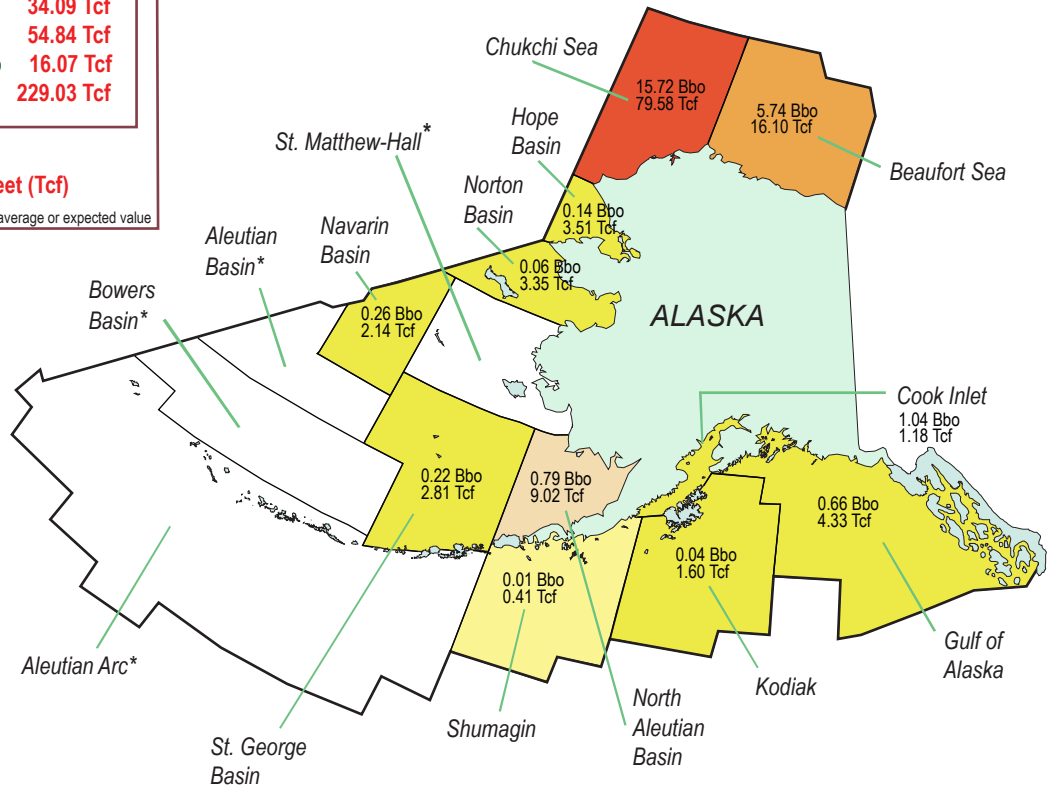 34.09 Tcf
54.84 Tcf
16.07 Tcf
229.03 Tcf
eet (Tcf)
average or expected value
Chukchi Sea
15.72 Bbo
79.58 Tcf
5.74 Bbo
16.10 Tcf
Beaufort Sea
Hope
Basin
0.14 Bbo
3.51 Tcf
St. Matthew-Hall*
Norton
Basin
0.06 Bbo
3.35 Tcf
Navarin
Basin
0.26 Bbo
2.14 Tcf
Aleutian
Basin*
Bowers
Basin*
ALASKA
Cook Inlet
1.04 Bbo
1.18 Tcf
0.22 Bbo
2.81 Tcf
0.79 Bbo
9.02 Tcf
0.66 Bbo
4.33 Tcf
0.01 Bbo
0.41 Tcf
0.04 Bbo
1.60 Tcf
Aleutian Arc*
St. George
Basin
Shumagin
North
Aleutian
Basin
Kodiak
Gulf of
Alaska